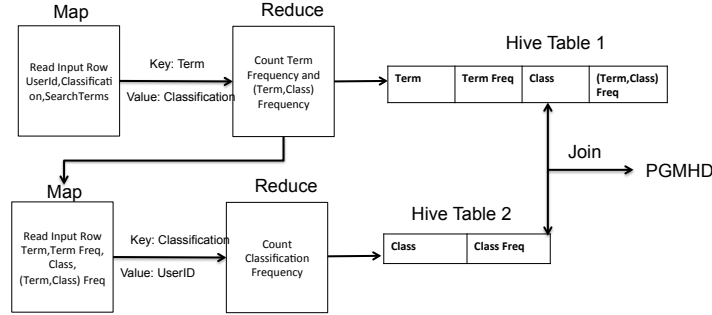 Map
Reduce
Read Input Row
UserId,Classificati
on,SearchTerms
Key: Term
Value: Classification
Count Term
Frequency and
(Term,Class)
Frequency
Hive Table 1
Term
Term Freq
Class
(Term,Class)
Freq
Join
PGMHD
Map
Reduce
Read Input Row
Term,Term Freq,
Class,
(Term,Class) Freq
Key: Classification
Value: UserID
Count
Classification
Frequency
Hive Table 2
Class
Class Freq